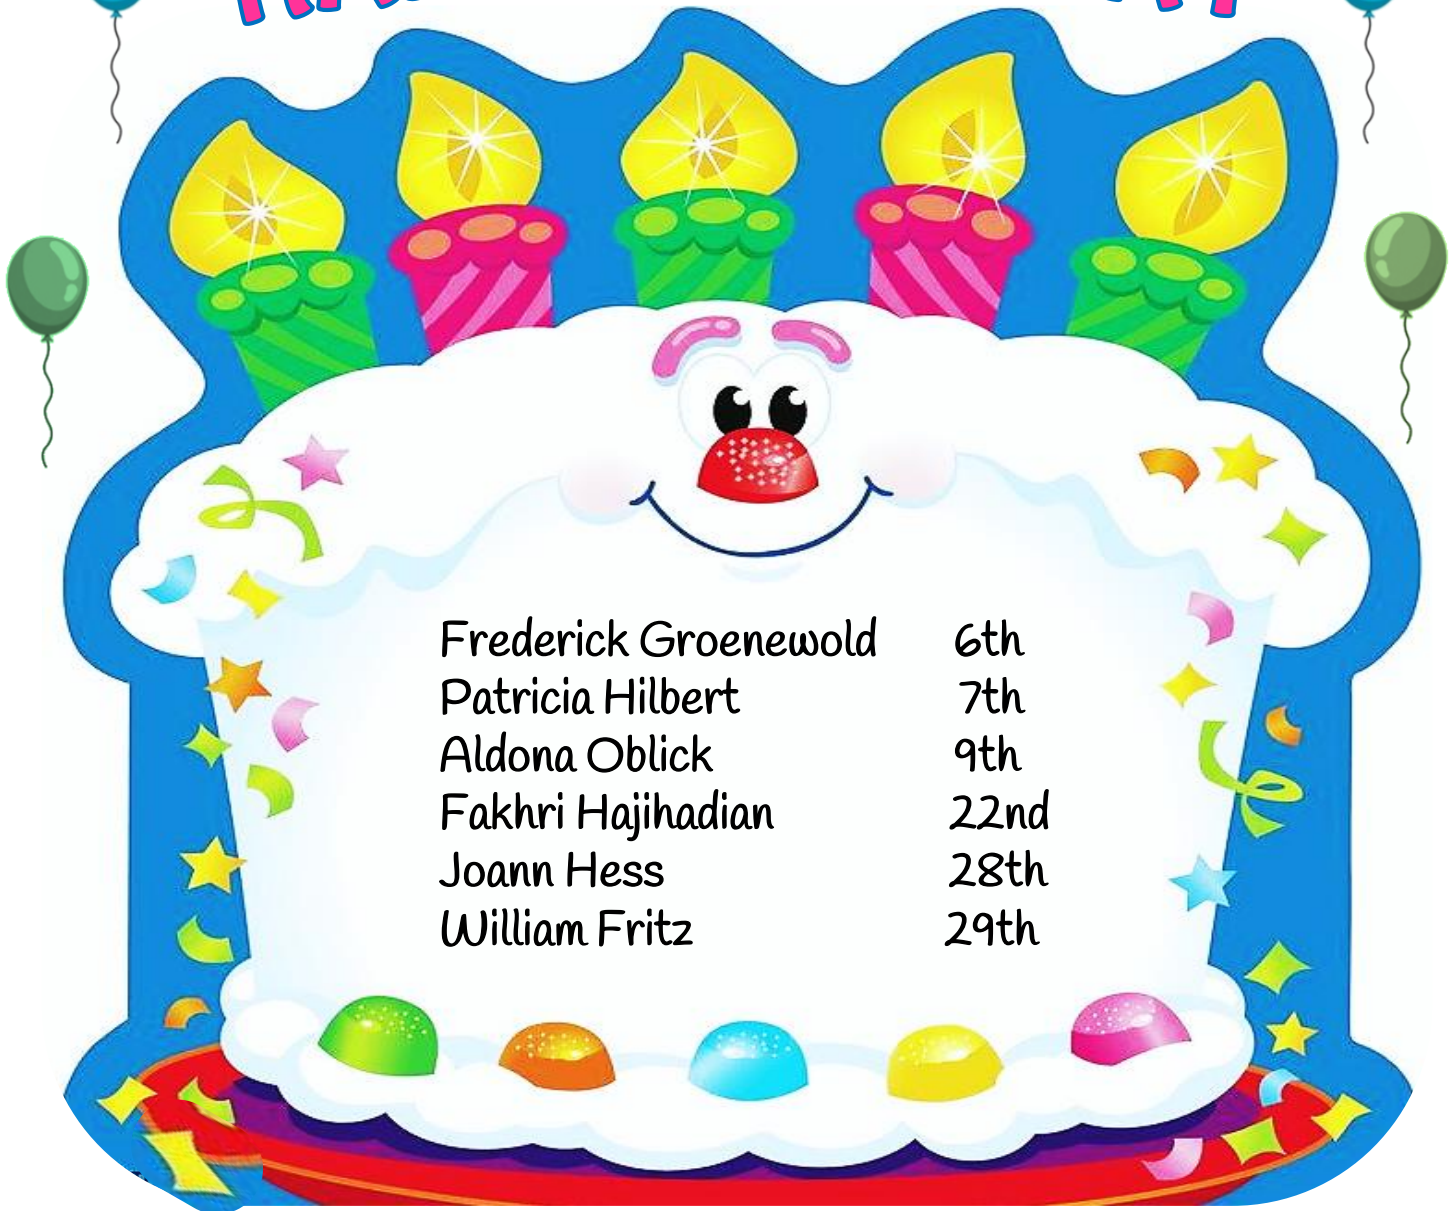 Frederick Groenewold 6th
Patricia Hilbert 7th
Aldona Oblick 9th
Fakhri Hajihadian 22nd
Joann Hess 28th
William Fritz 29th